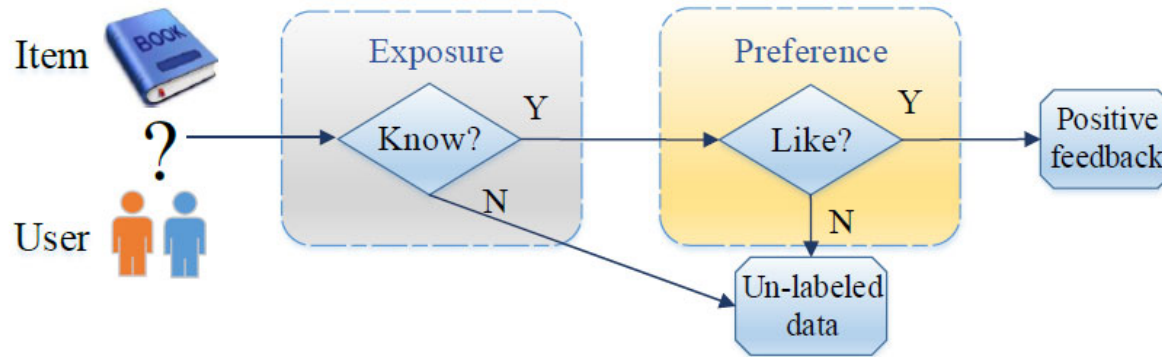 Item
BOOK
?
User
Exposure
Know?
Y
N
Preference
Like?
Y
N
Positive
feedback
Un-labeled
data